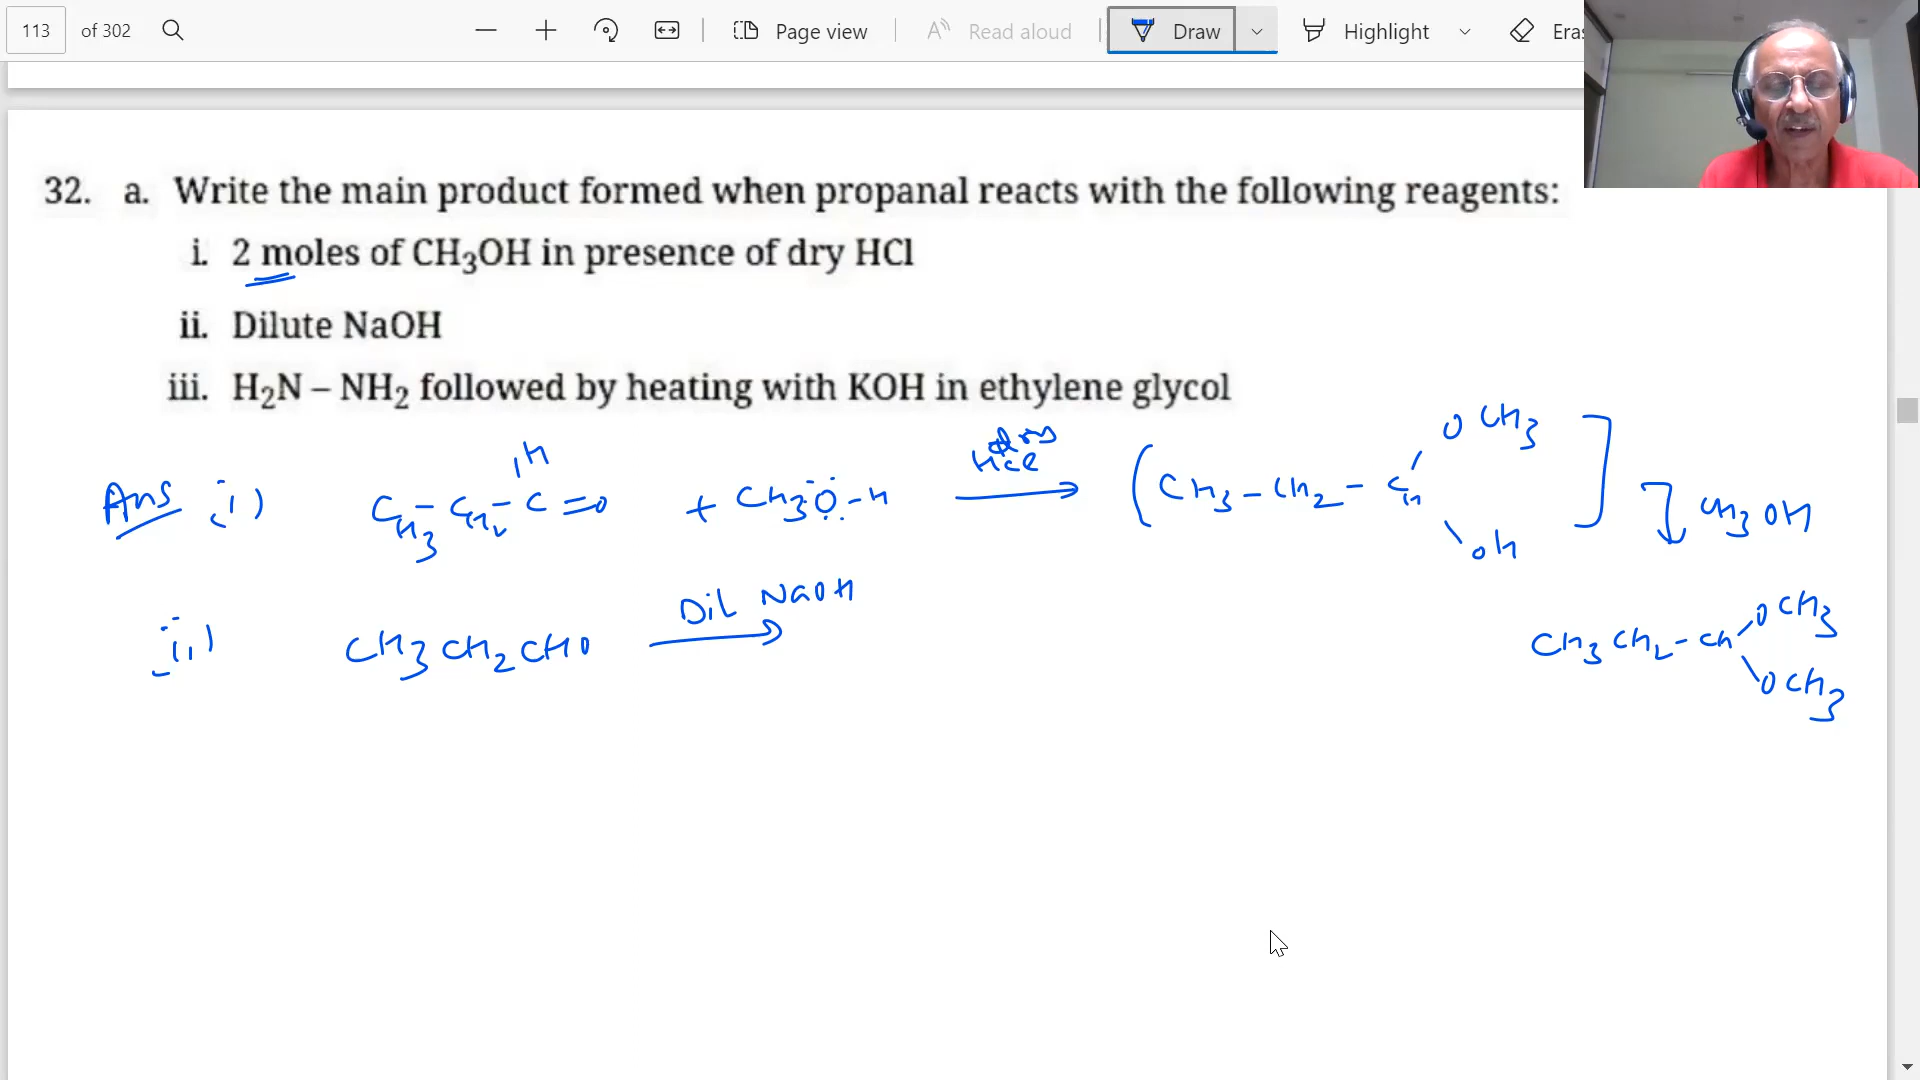 113 of 302 Page view Read aloud Draw Highlight Eras
32. a. Write the main product formed when propanal reacts with the following reagents:
i. 2 moles of CH₃OH in presence of dry HCl
ii. Dilute NaOH
iii. H₂N – NH₂ followed by heating with KOH in ethylene glycol
Ans i) CH₃ – CH₂ – C(H) = O + CH₃Ö – H dry HCl → [CH₃ – CH₂ – CH (OCH₃) (OH)] ↓ CH₃OH
CH₃CH₂ – CH (OCH₃) (OCH₃)
ii) CH₃CH₂CHO Dil NaOH →